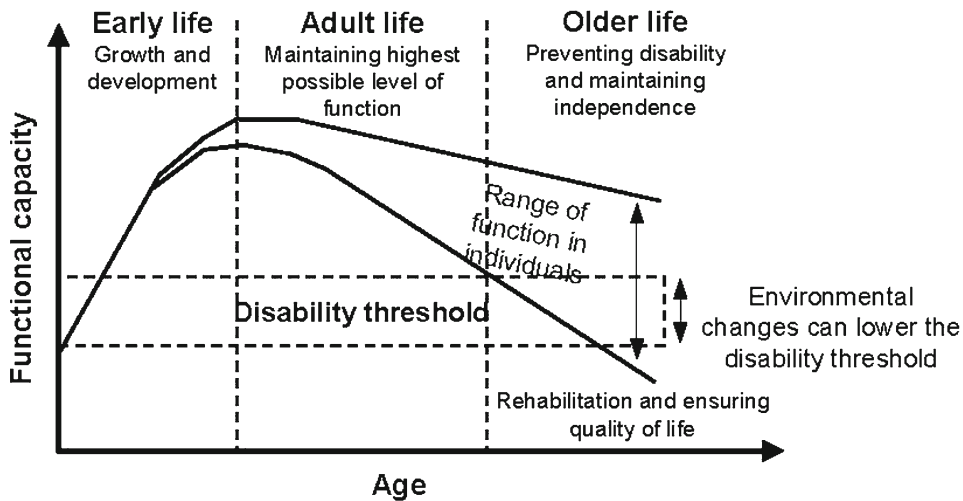 Early life
Growth and
development
Adult life
Maintaining highest
possible level of
function
Older life
Preventing disability
and maintaining
independence
Functional capacity
Range of
function in
individuals
Disability threshold
Environmental
changes can lower the
disability threshold
Rehabilitation and ensuring
quality of life
Age